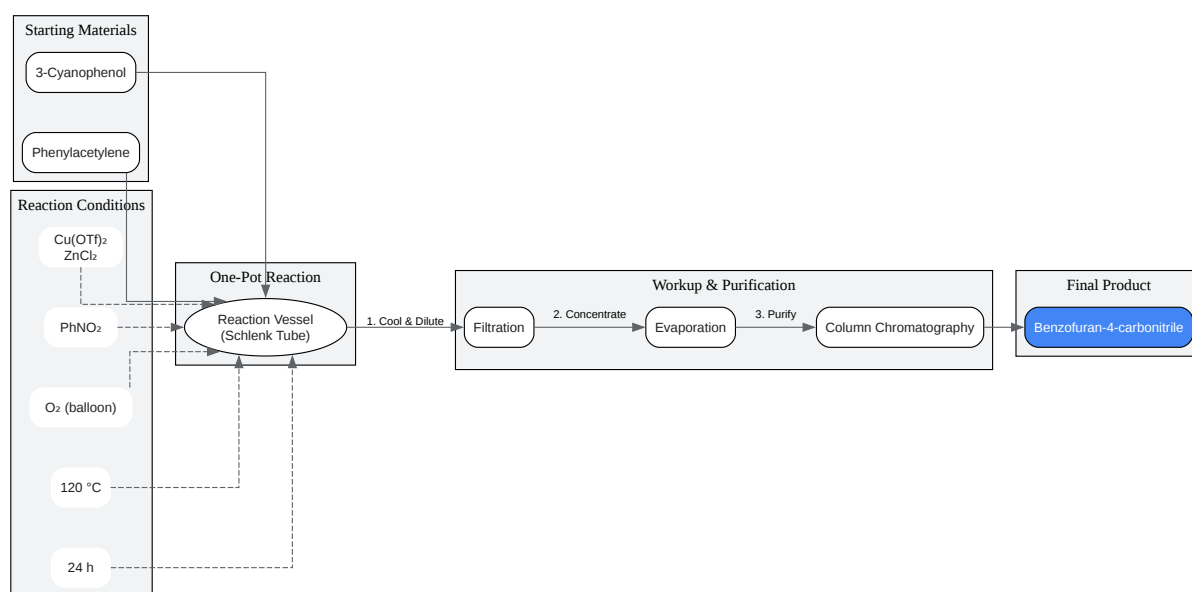 Starting Materials
3-Cyanophenol
Phenylacetylene
Reaction Conditions
Cu(OTf)₂
ZnCl₂
PhNO₂
O₂ (balloon)
120 °C
24 h
One-Pot Reaction
Reaction Vessel
(Schlenk Tube)
1. Cool & Dilute
Workup & Purification
Filtration
2. Concentrate
Evaporation
3. Purify
Column Chromatography
Final Product
Benzofuran-4-carbonitrile